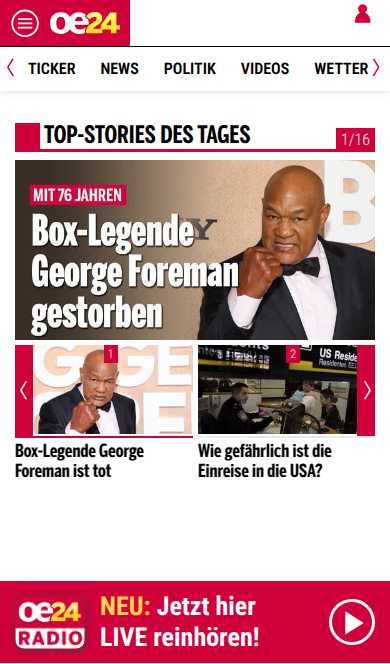 oe24
TICKER NEWS POLITIK VIDEOS WETTER
TOP-STORIES DES TAGES
1/16
MIT 76 JAHREN
Box-Legende
George Foreman
gestorben
1
2
US Reside
Box-Legende George
Foreman ist tot
Wie gefährlich ist die
Einreise in die USA?
oe24
RADIO
NEU: Jetzt hier
LIVE reinhören!